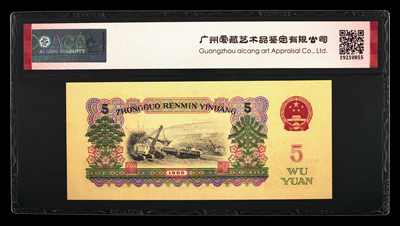 广州爱藏艺术品鉴定有限公司
Guangzhou aicang art Appraisal Co., Ltd.
19210055
ZHONGGUO RENMIN YINHANG
5
5
5
WU
YUAN
1960